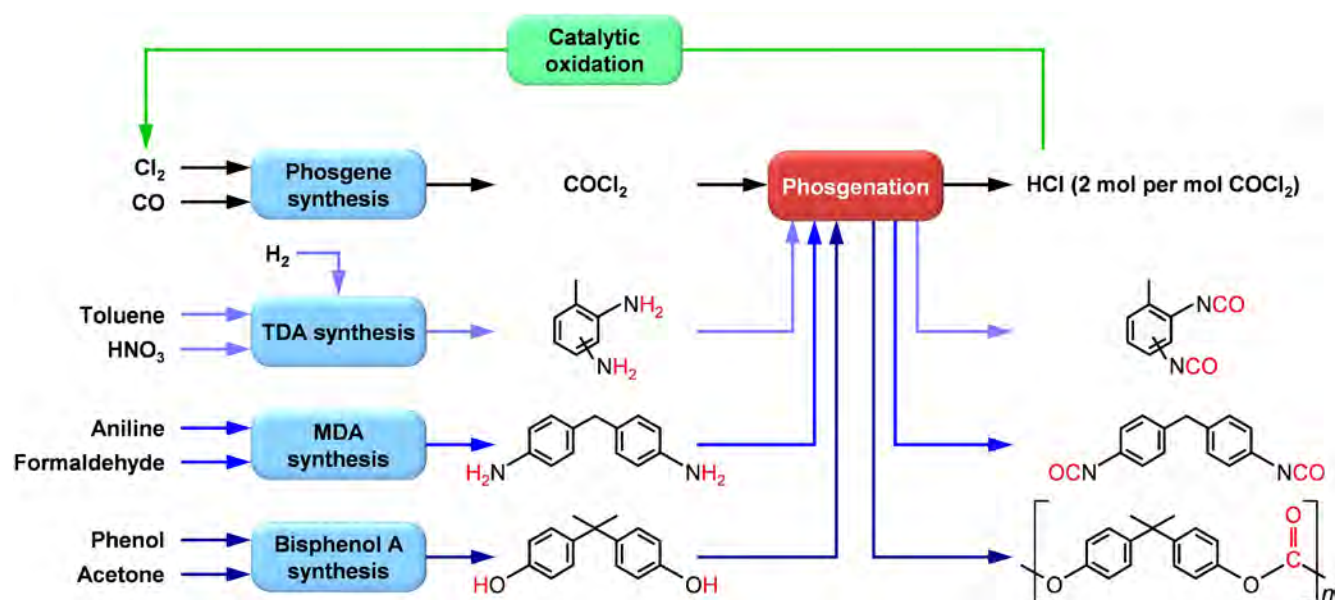 Catalytic
oxidation
Cl₂
CO
Phosgene
synthesis
COCl₂
Phosgenation
HCl (2 mol per mol COCl₂)
H₂
Toluene
HNO₃
TDA synthesis
NH₂
NH₂
NCO
NCO
Aniline
Formaldehyde
MDA
synthesis
H₂N
NH₂
OCN
NCO
Phenol
Acetone
Bisphenol A
synthesis
HO
OH
O
O
C
O
n